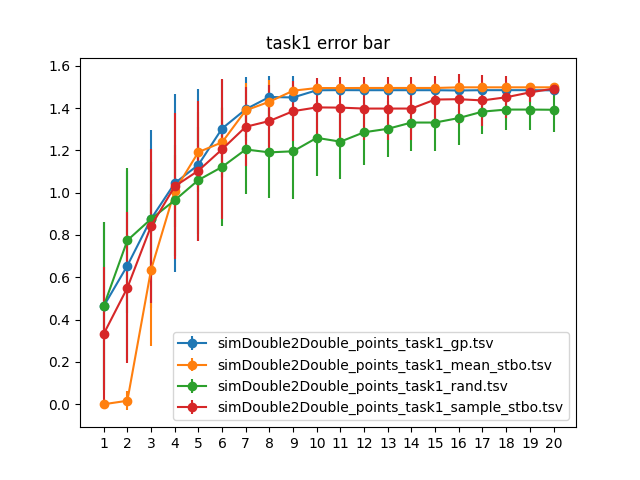 task1 error bar
1.6
1.4
1.2
1.0
0.8
0.6
0.4
0.2
0.0
simDouble2Double_points_task1_gp.tsv
simDouble2Double_points_task1_mean_stbo.tsv
simDouble2Double_points_task1_rand.tsv
simDouble2Double_points_task1_sample_stbo.tsv
1 2 3 4 5 6 7 8 9 10 11 12 13 14 15 16 17 18 19 20